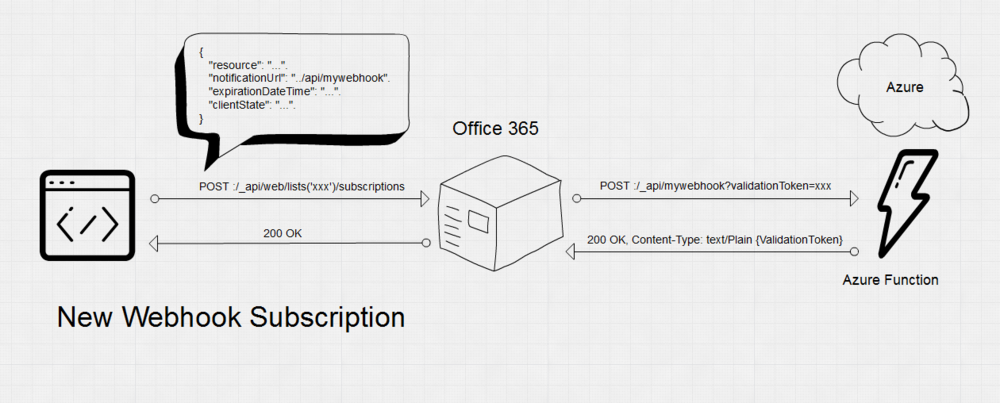 {
"resource": "...".
"notificationUrl": "../api/mywebhook".
"expirationDateTime": "...".
"clientState": "...".
}
Azure
Office 365
POST :/_api/web/lists('xxx')/subscriptions
POST :/_api/mywebhook?validationToken=xxx
200 OK
200 OK, Content-Type: text/Plain {ValidationToken}
Azure Function
New Webhook Subscription